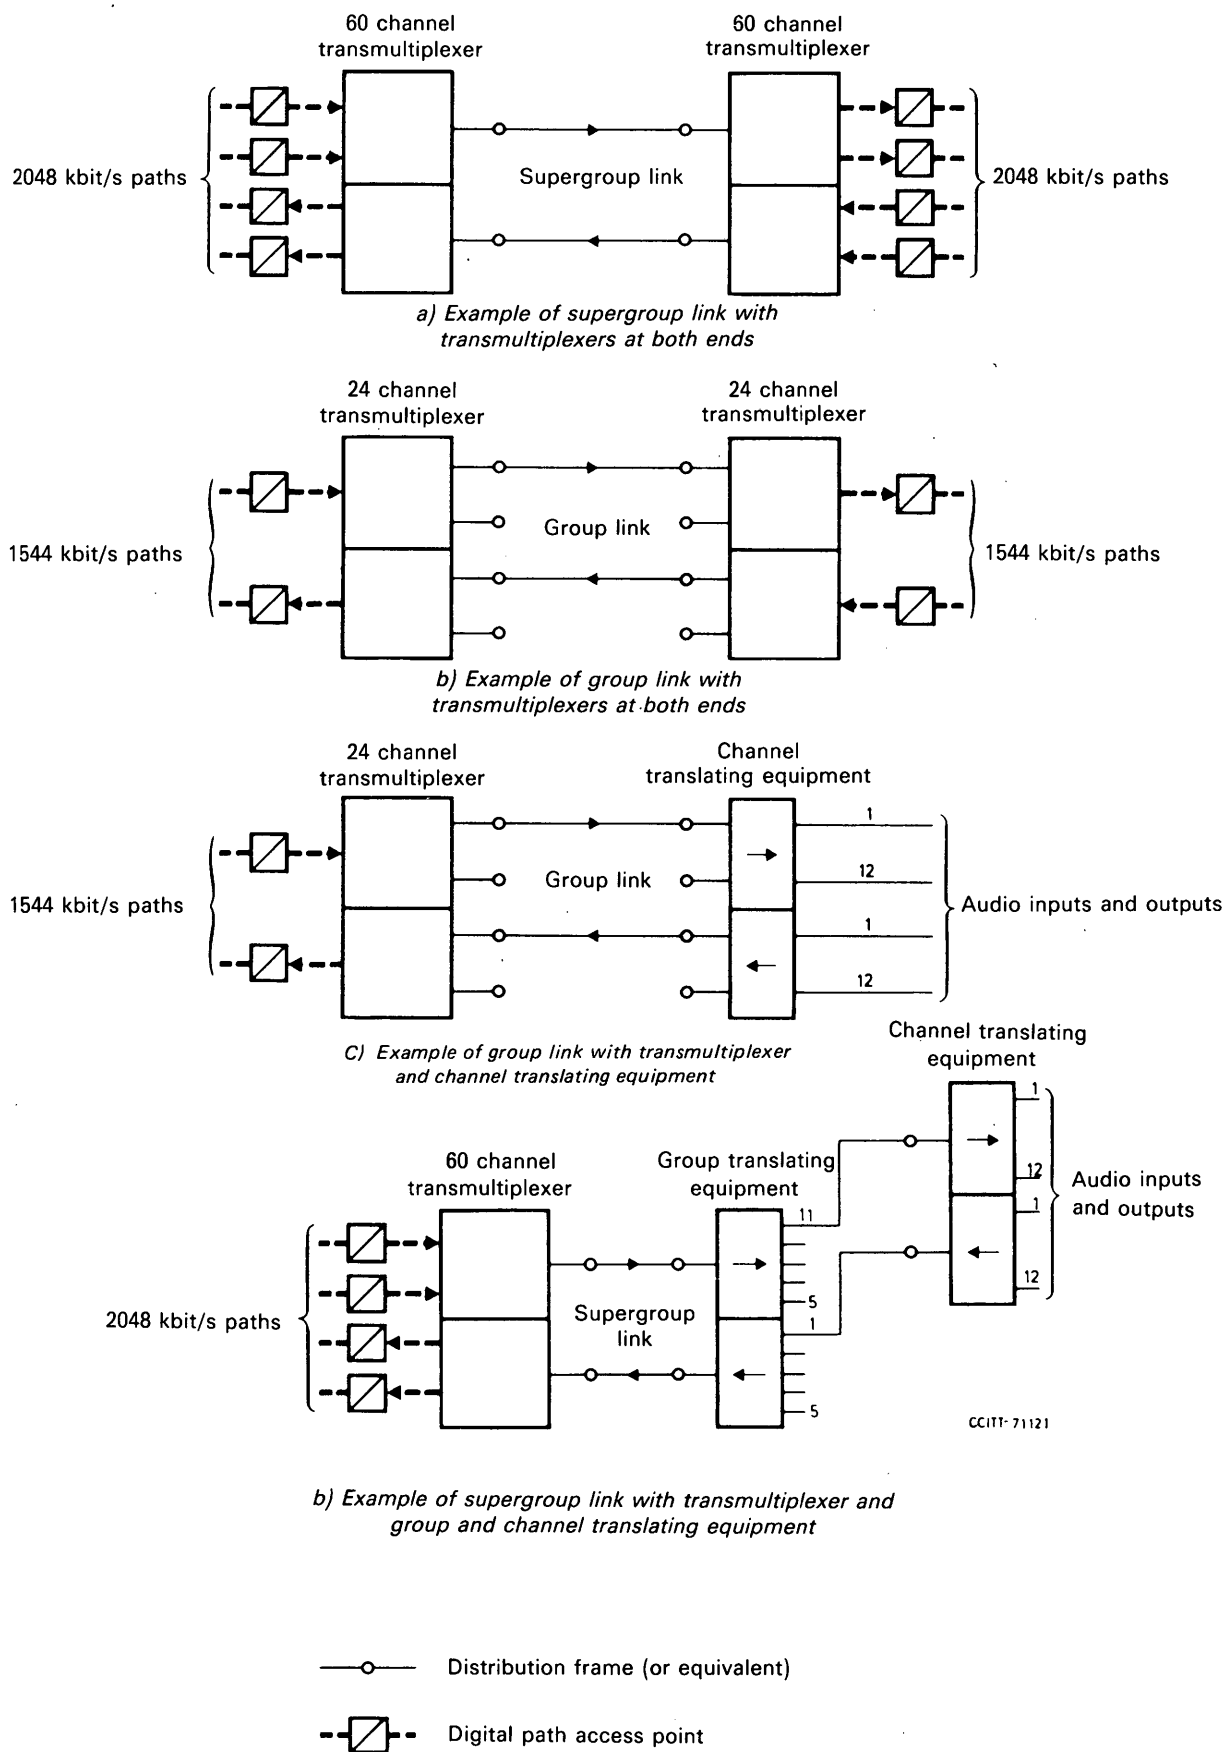 60 channel
transmultiplexer
60 channel
transmultiplexer
2048 kbit/s paths
Supergroup link
2048 kbit/s paths
a) Example of supergroup link with
transmultiplexers at both ends
24 channel
transmultiplexer
24 channel
transmultiplexer
1544 kbit/s paths
Group link
1544 kbit/s paths
b) Example of group link with
transmultiplexers at both ends
24 channel
transmultiplexer
Channel
translating equipment
1
12
1
12
1544 kbit/s paths
Group link
Audio inputs and outputs
C) Example of group link with transmultiplexer
and channel translating equipment
Channel translating
equipment
1
12
1
12
Audio inputs
and outputs
60 channel
transmultiplexer
Group translating
equipment
11
5
1
5
2048 kbit/s paths
Supergroup
link
CCITT-71121
b) Example of supergroup link with transmultiplexer and
group and channel translating equipment
Distribution frame (or equivalent)
Digital path access point